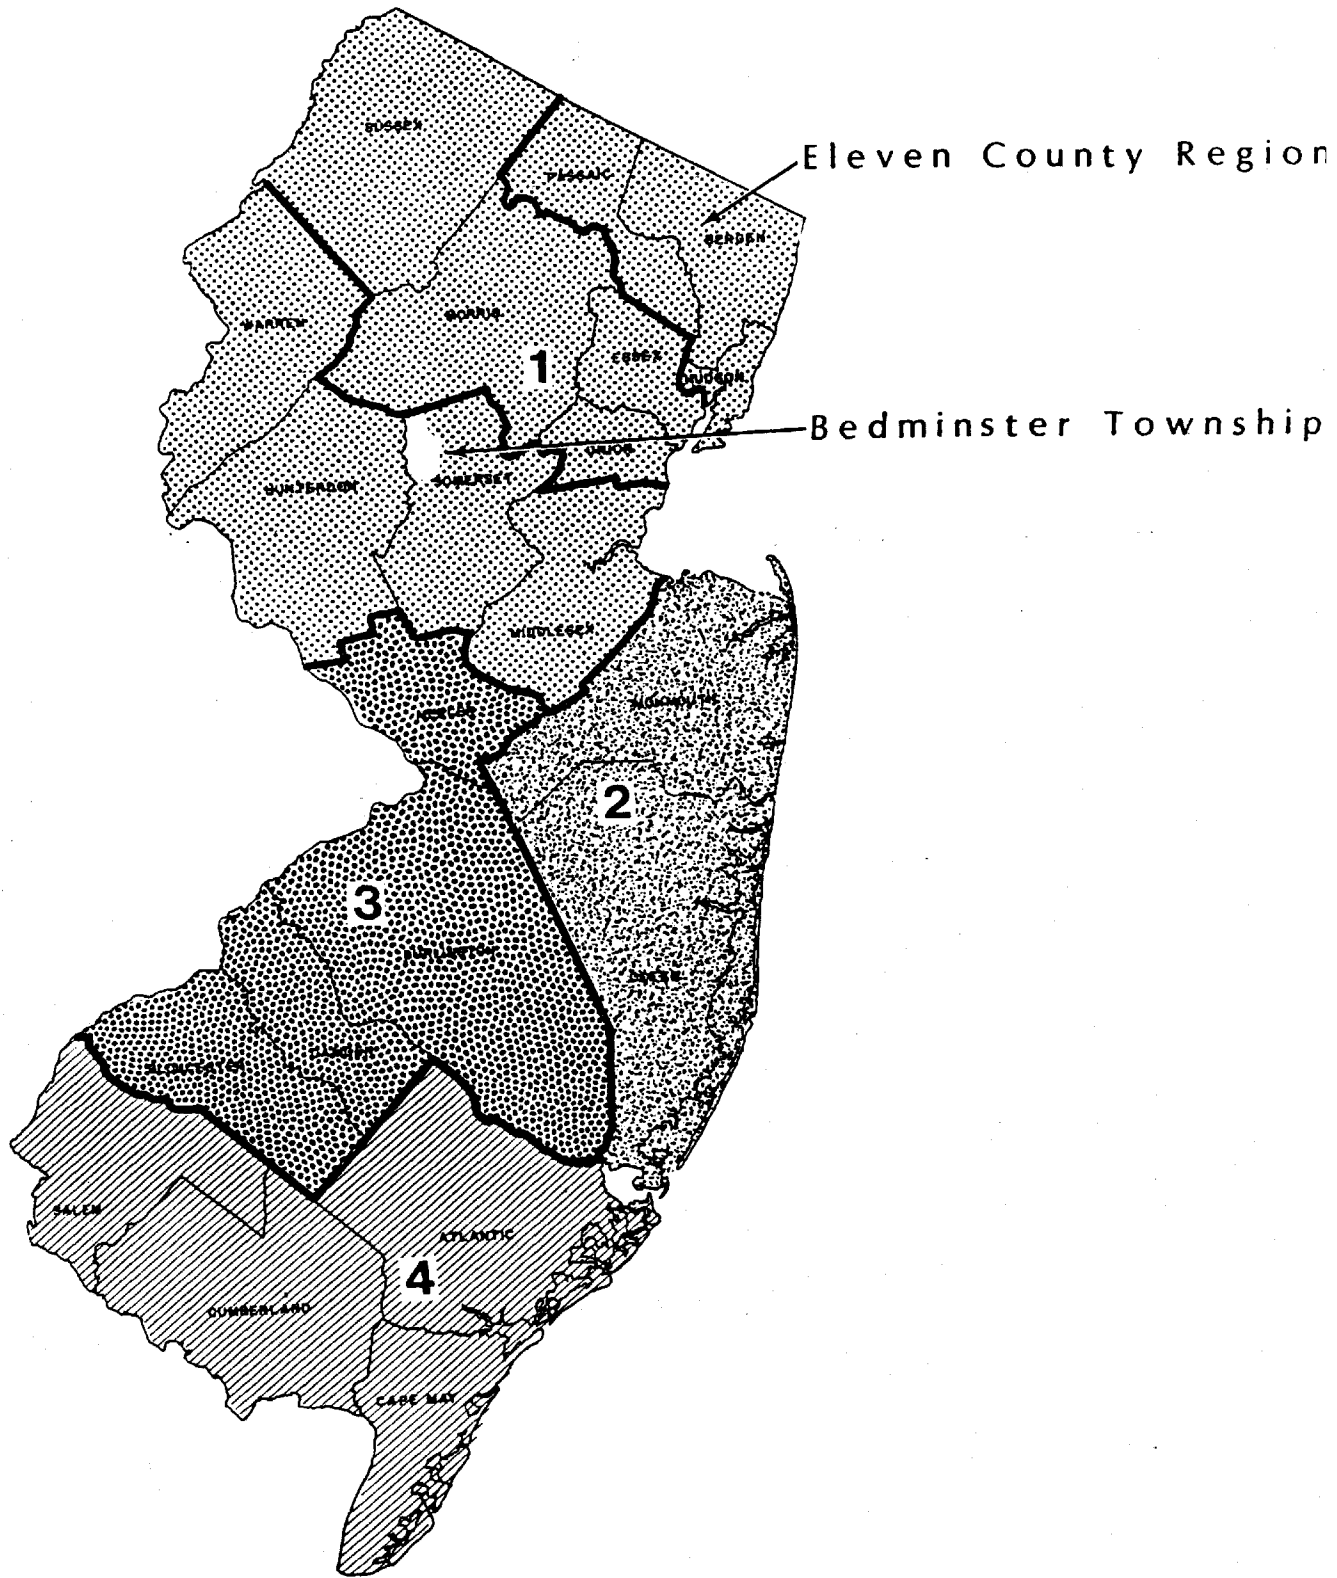 SUSSEX
Eleven County Region
PASSAIC
BERGEN
WARREN
MORRIS
1
ESSEX
HUDSON
Bedminster Township
UNION
HUNTERDON
SOMERSET
MIDDLESEX
MONMOUTH
MERCER
2
3
BURLINGTON
OCEAN
CAMDEN
GLOUCESTER
SALEM
ATLANTIC
4
CUMBERLAND
CAPE MAY